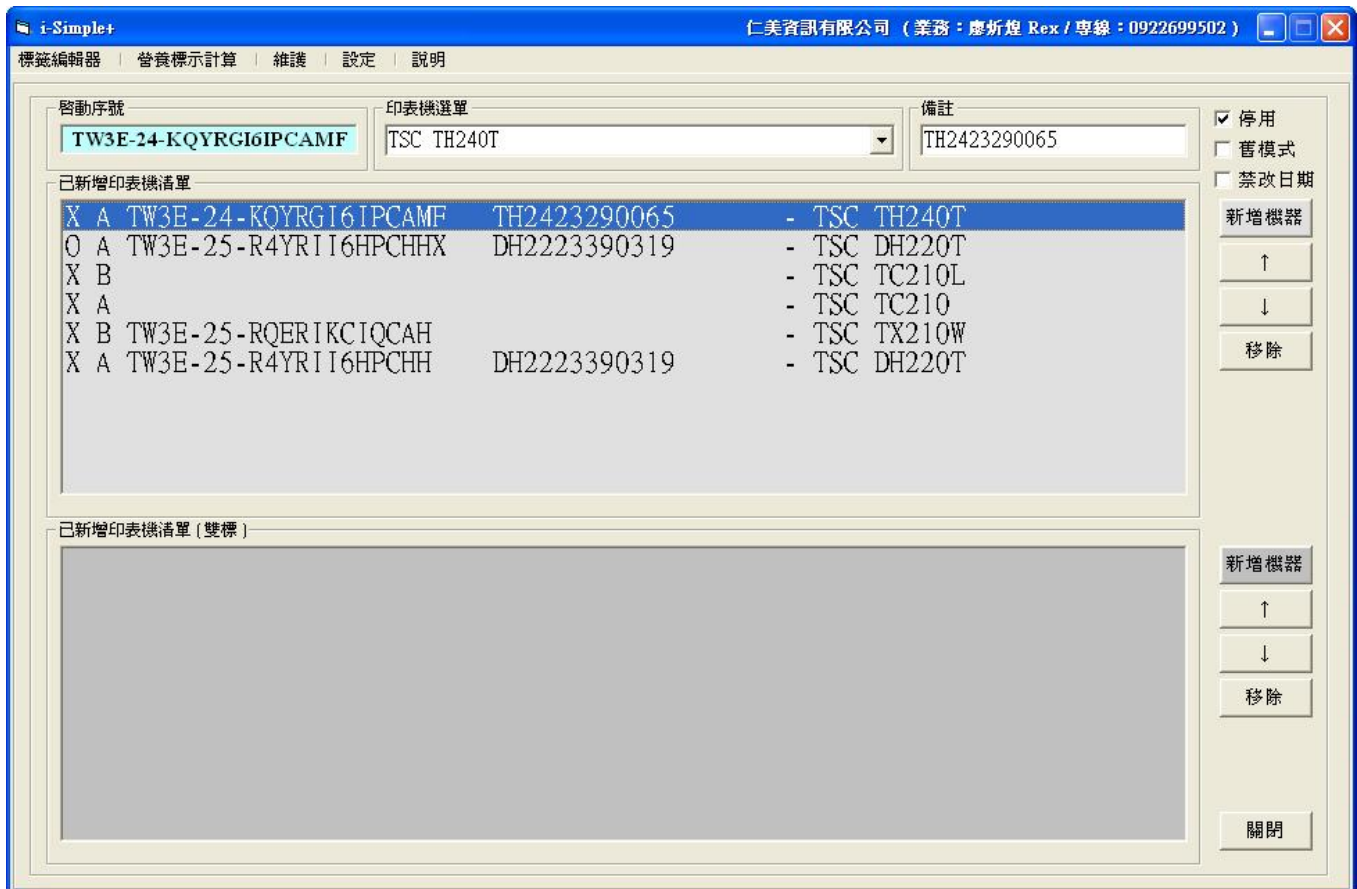 i-Simple+ 仁美資訊有限公司 (業務:廖炘煌 Rex / 專線:0922699502)
標籤編輯器 | 營養標示計算 | 維護 | 設定 | 說明
啓動序號 印表機選單 備註
TW3E-24-KQYRGI6IPCAMF TSC TH240T TH2423290065
停用
舊模式
禁改日期
已新增印表機清單
X A TW3E-24-KQYRGI6IPCAMF TH2423290065 - TSC TH240T
O A TW3E-25-R4YRII6HPCHHX DH2223390319 - TSC DH220T
X B - TSC TC210L
X A - TSC TC210
X B TW3E-25-RQERIKCIQCAH - TSC TX210W
X A TW3E-25-R4YRII6HPCHH DH2223390319 - TSC DH220T
新增機器
↑
↓
移除
已新增印表機清單 (雙標)
新增機器
↑
↓
移除
關閉